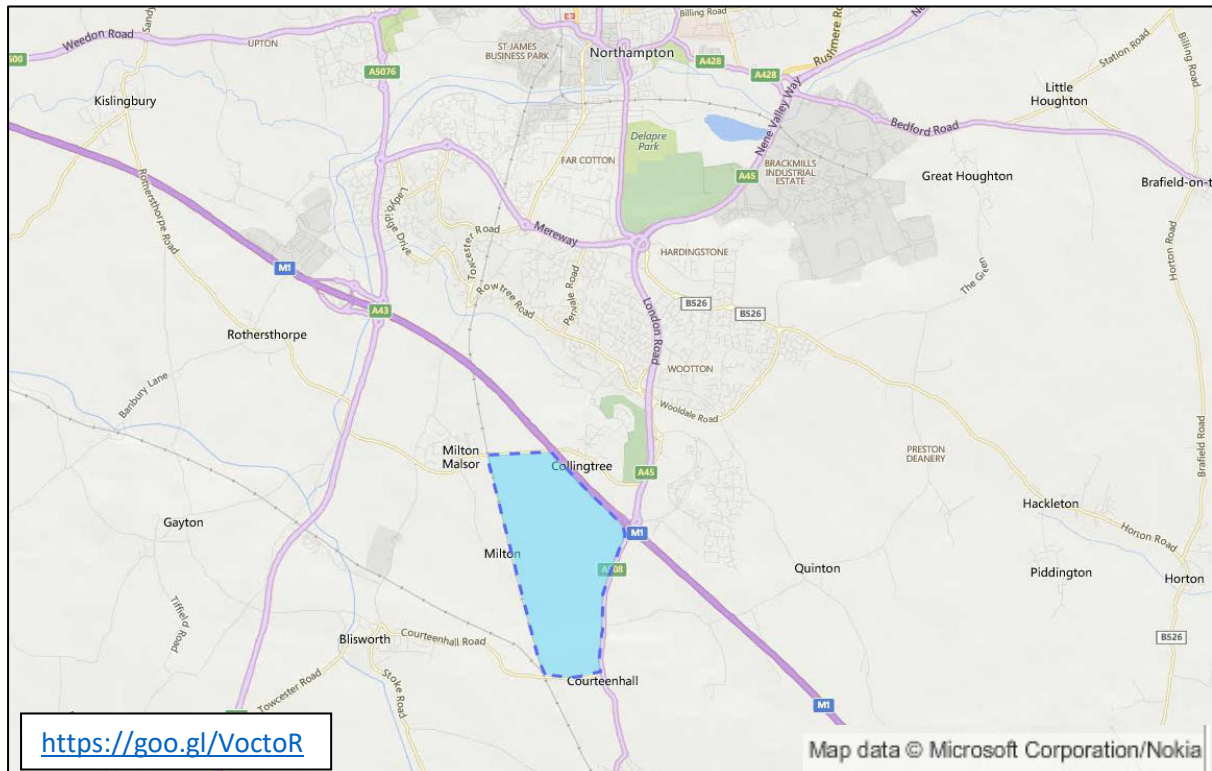 Billing Road
Sandy
Ne
Weedon Road
UPTON
ST JAMES
BUSINESS PARK
Northampton
Rushmere Road
Station Road
Billing Road
A5076
A428
A428
Kislingbury
Little
Houghton
Nene Valley Way
Bedford Road
Delapre
Park
BRACKMILLS
INDUSTRIAL
ESTATE
FAR COTTON
A45
Great Houghton
Brafield-on-t
Rothersthorpe Road
Ladybridge Drive
Towcester Road
Mereway
HARDINGSTONE
Horton Road
The Green
M1
Rowtree Road
Penvale Road
London Road
B526
B526
A43
Rothersthorpe
WOOTTON
Banbury Lane
Wooldale Road
Milton
Malsor
Collingtree
A45
PRESTON
DEANERY
Brafield Road
Hackleton
Gayton
M1
Horton Road
Milton
A508
Quinton
Piddington
Horton
Tiffield Road
Blisworth
Courteenhall Road
B526
Stoke Road
Towcester Road
Courteenhall
M1
https://goo.gl/VoctoR
Map data © Microsoft Corporation/Nokia